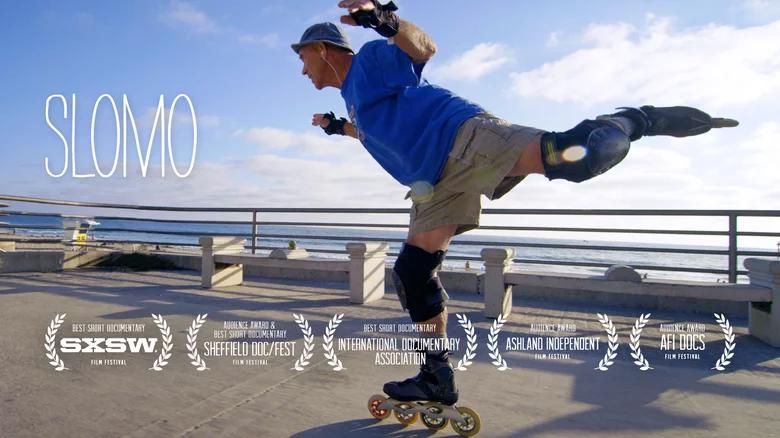 SLOMO
BEST SHORT DOCUMENTARY
SXSW
FILM FESTIVAL
AUDIENCE AWARD &
BEST SHORT DOCUMENTARY
SHEFFIELD DOC/FEST
FILM FESTIVAL
BEST SHORT DOCUMENTARY
INTERNATIONAL DOCUMENTARY
ASSOCIATION
AUDIENCE AWARD
ASHLAND INDEPENDENT
FILM FESTIVAL
AUDIENCE AWARD
AFI DOCS
FILM FESTIVAL